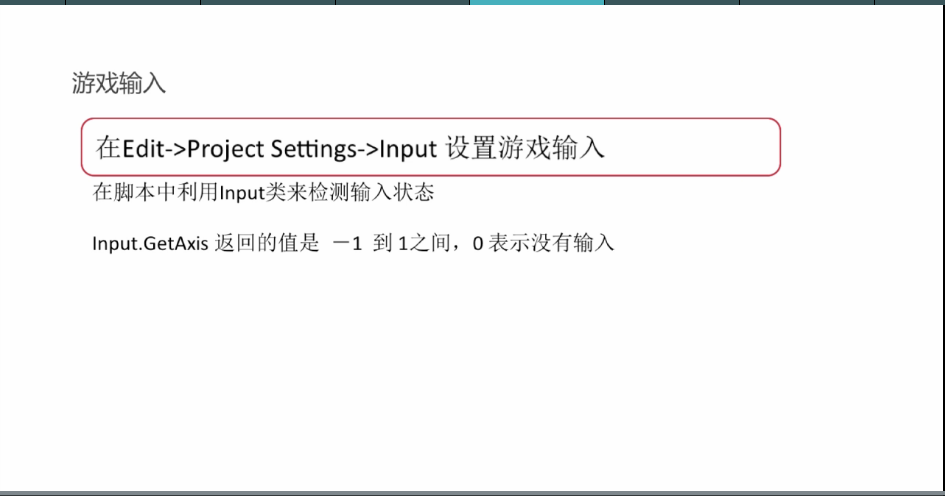 游戏输入
在Edit->Project Settings->Input 设置游戏输入
在脚本中利用Input类来检测输入状态
Input.GetAxis 返回的值是 －1 到 1之间，0 表示没有输入